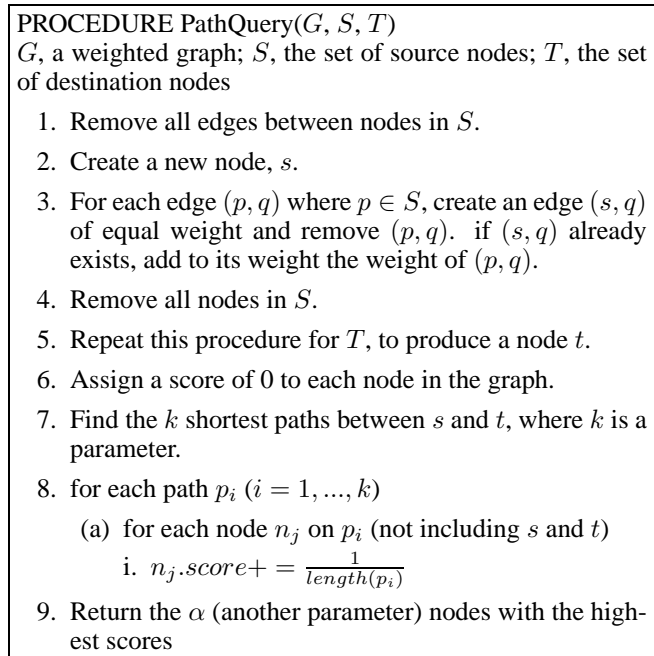 PROCEDURE PathQuery(G, S, T)
G, a weighted graph; S, the set of source nodes; T, the set
of destination nodes
1. Remove all edges between nodes in S.
2. Create a new node, s.
3. For each edge (p, q) where p ∈ S, create an edge (s, q)
of equal weight and remove (p, q). if (s, q) already
exists, add to its weight the weight of (p, q).
4. Remove all nodes in S.
5. Repeat this procedure for T, to produce a node t.
6. Assign a score of 0 to each node in the graph.
7. Find the k shortest paths between s and t, where k is a
parameter.
8. for each path p_i (i = 1, ..., k)
(a) for each node n_j on p_i (not including s and t)
i. n_j.score+ = 1/length(p_i)
9. Return the α (another parameter) nodes with the high-
est scores